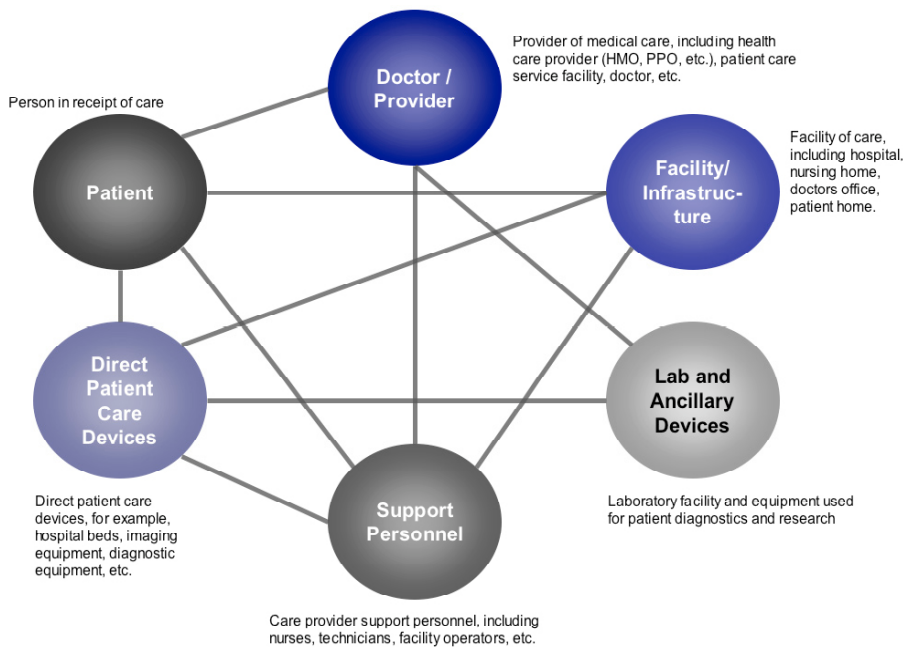 Provider of medical care, including health
care provider (HMO, PPO, etc.), patient care
service facility, doctor, etc.
Doctor /
Provider
Person in receipt of care
Patient
Facility/
Infrastruc-
ture
Facility of care,
including hospital,
nursing home,
doctors office,
patient home.
Direct
Patient
Care
Devices
Lab and
Ancillary
Devices
Support
Personnel
Direct patient care
devices, for example,
hospital beds, imaging
equipment, diagnostic
equipment, etc.
Laboratory facility and equipment used
for patient diagnostics and research
Care provider support personnel, including
nurses, technicians, facility operators, etc.